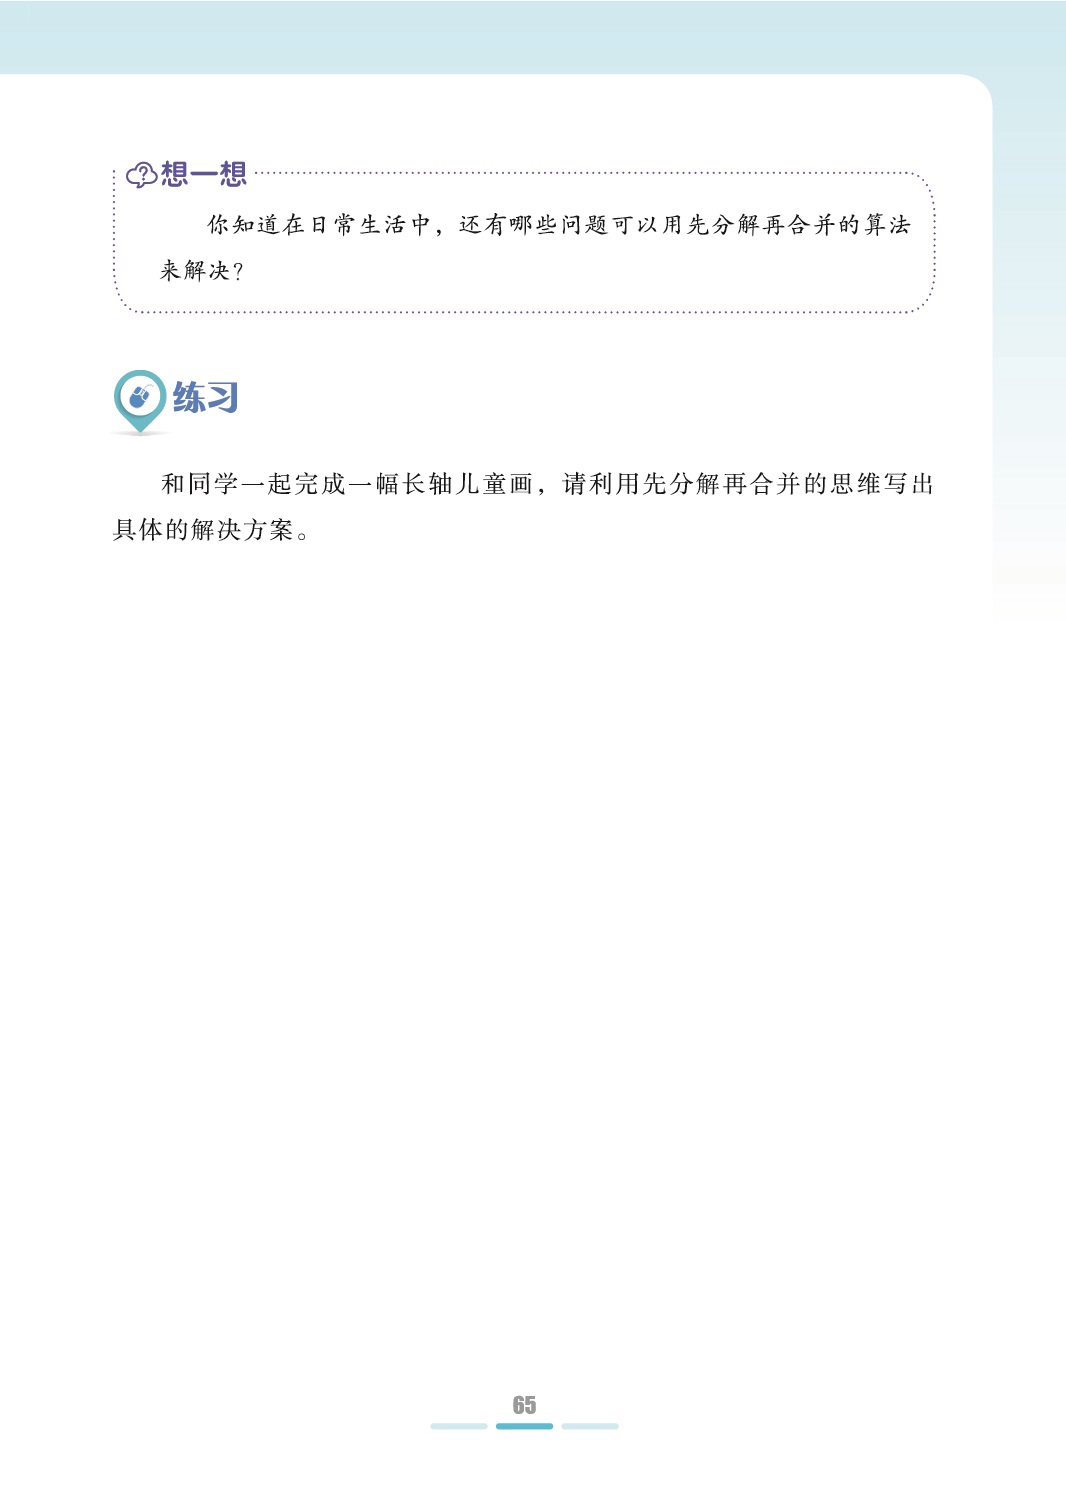 想一想
你知道在日常生活中，还有哪些问题可以用先分解再合并的算法
来解决？
练习
和同学一起完成一幅长轴儿童画，请利用先分解再合并的思维写出
具体的解决方案。
65